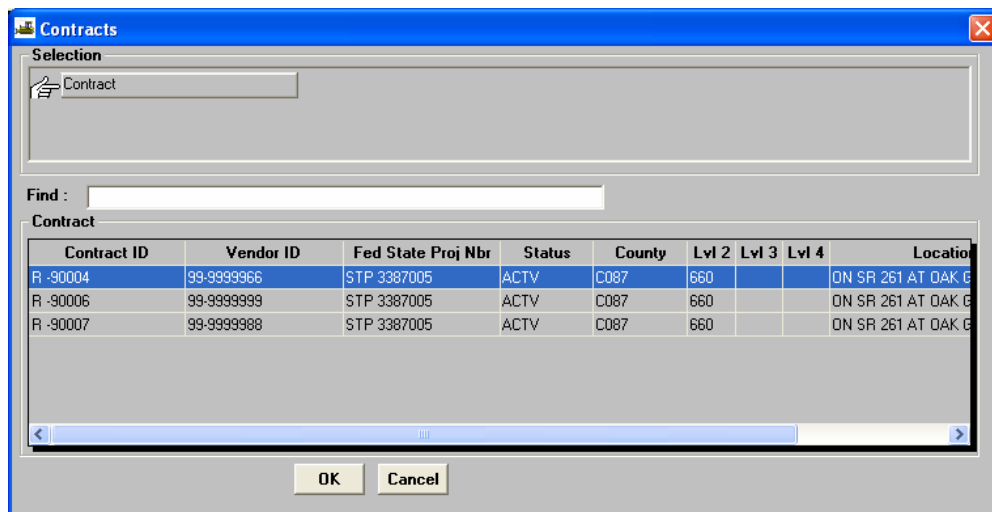 Contracts
Selection
Contract
Find :
Contract
Contract ID Vendor ID Fed State Proj Nbr Status County Lvl 2 Lvl 3 Lvl 4 Location
R -90004 99-9999966 STP 3387005 ACTV C087 660 ON SR 261 AT OAK G
R -90006 99-9999999 STP 3387005 ACTV C087 660 ON SR 261 AT OAK G
R -90007 99-9999988 STP 3387005 ACTV C087 660 ON SR 261 AT OAK G
OK Cancel